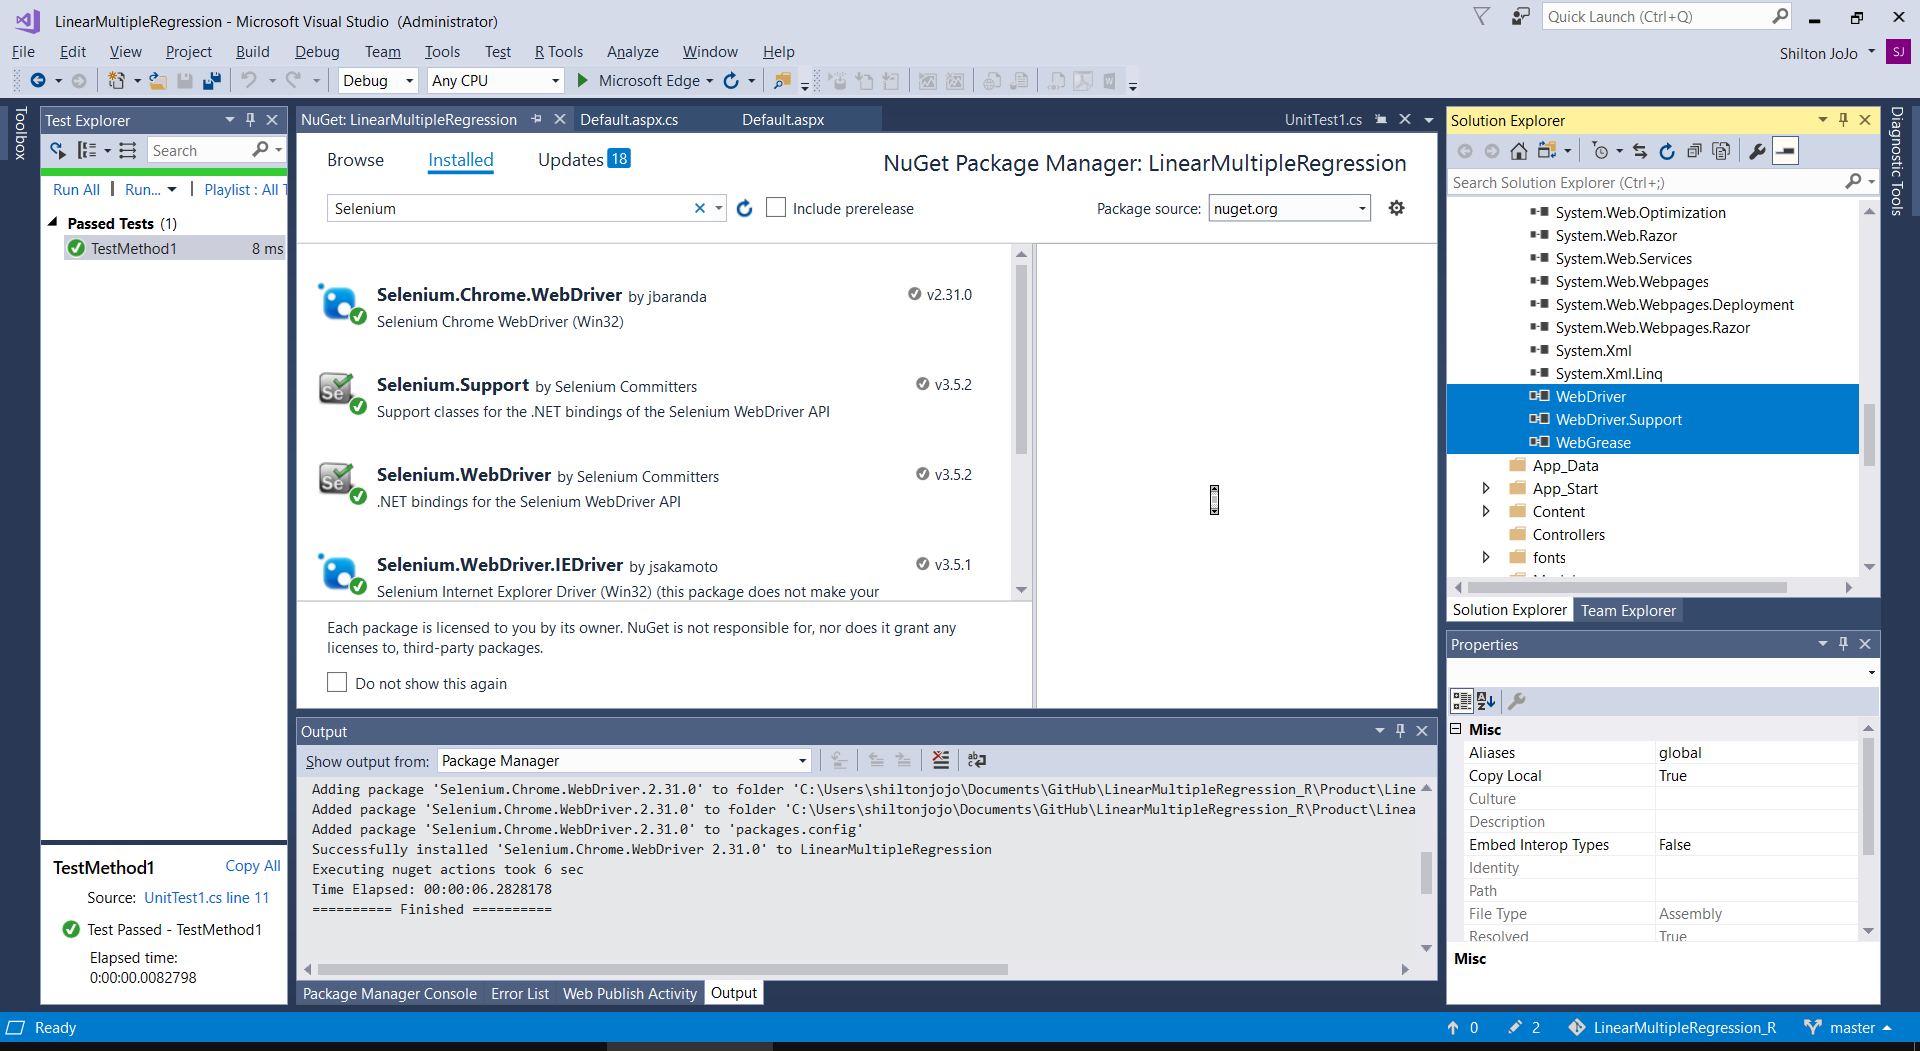 LinearMultipleRegression - Microsoft Visual Studio (Administrator)
Quick Launch (Ctrl+Q)
File Edit View Project Build Debug Team Tools Test R Tools Analyze Window Help
Shilton JoJo SJ
Debug Any CPU Microsoft Edge
Toolbox
Test Explorer
Search
Run All | Run... | Playlist : All T
Passed Tests (1)
TestMethod1 8 ms
TestMethod1 Copy All
Source: UnitTest1.cs line 11
Test Passed - TestMethod1
Elapsed time:
0:00:00.0082798
NuGet: LinearMultipleRegression Default.aspx.cs Default.aspx UnitTest1.cs
Browse Installed Updates 18
NuGet Package Manager: LinearMultipleRegression
Selenium Include prerelease Package source: nuget.org
Selenium.Chrome.WebDriver by jbaranda v2.31.0
Selenium Chrome WebDriver (Win32)
Selenium.Support by Selenium Committers v3.5.2
Se
Support classes for the .NET bindings of the Selenium WebDriver API
Selenium.WebDriver by Selenium Committers v3.5.2
Se
.NET bindings for the Selenium WebDriver API
Selenium.WebDriver.IEDriver by jsakamoto v3.5.1
Selenium Internet Explorer Driver (Win32) (this package does not make your
Each package is licensed to you by its owner. NuGet is not responsible for, nor does it grant any
licenses to, third-party packages.
Do not show this again
Output
Show output from: Package Manager
Adding package 'Selenium.Chrome.WebDriver.2.31.0' to folder 'C:\Users\shiltonjojo\Documents\GitHub\LinearMultipleRegression_R\Product\Line
Added package 'Selenium.Chrome.WebDriver.2.31.0' to folder 'C:\Users\shiltonjojo\Documents\GitHub\LinearMultipleRegression_R\Product\Linea
Added package 'Selenium.Chrome.WebDriver.2.31.0' to 'packages.config'
Successfully installed 'Selenium.Chrome.WebDriver 2.31.0' to LinearMultipleRegression
Executing nuget actions took 6 sec
Time Elapsed: 00:00:06.2828178
========== Finished ==========
Package Manager Console Error List Web Publish Activity Output
Solution Explorer
Search Solution Explorer (Ctrl+;)
System.Web.Optimization
System.Web.Razor
System.Web.Services
System.Web.Webpages
System.Web.Webpages.Deployment
System.Web.Webpages.Razor
System.Xml
System.Xml.Linq
WebDriver
WebDriver.Support
WebGrease
App_Data
App_Start
Content
Controllers
fonts
Solution Explorer Team Explorer
Properties
Misc
Aliases global
Copy Local True
Culture
Description
Embed Interop Types False
Identity
Path
File Type Assembly
Resolved True
Misc
Diagnostic Tools
Ready
0 2 LinearMultipleRegression_R master